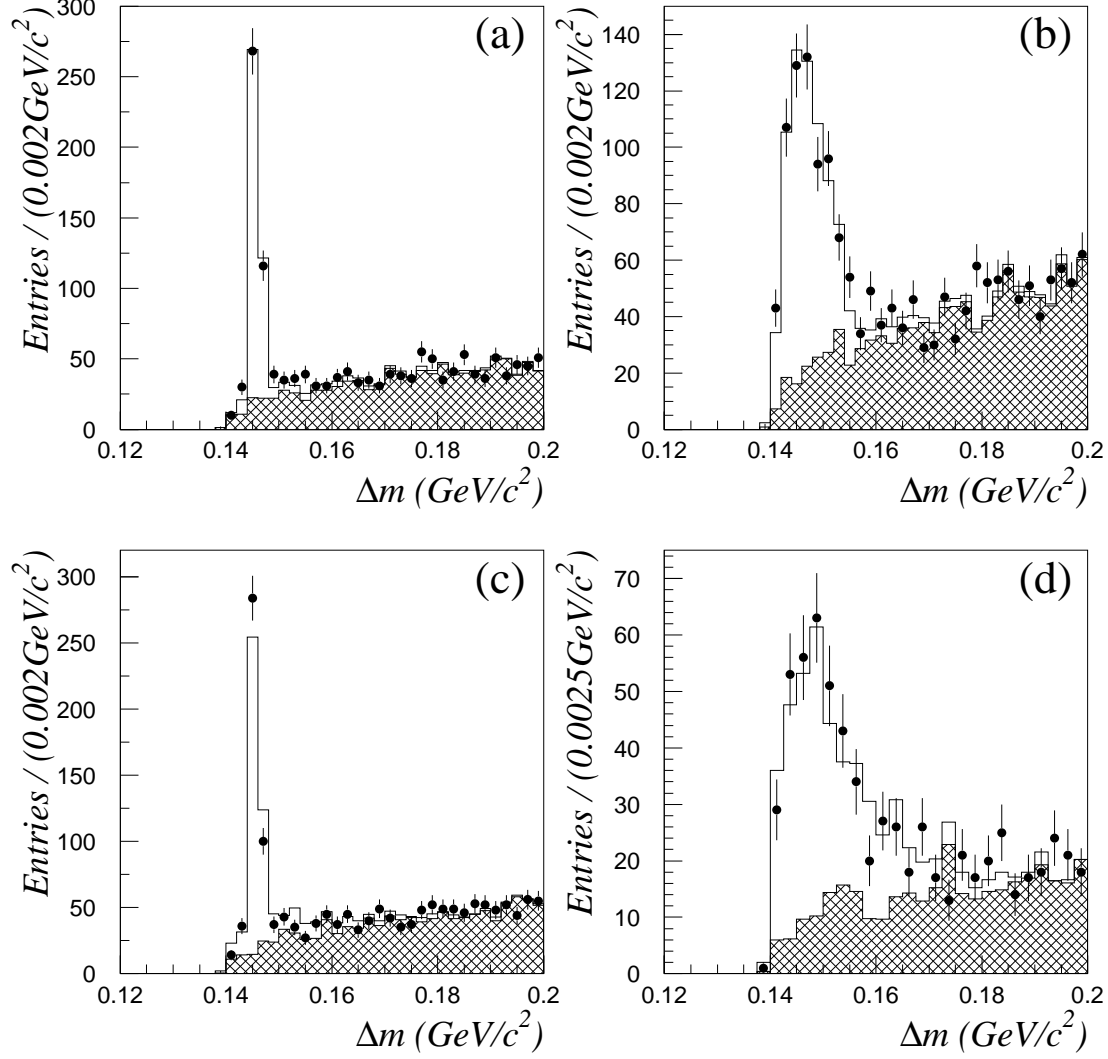 (a)
Entries / (0.002GeV/c²)
300
250
200
150
100
50
0
0.12 0.14 0.16 0.18 0.2
Δm (GeV/c²)
(b)
Entries / (0.002GeV/c²)
140
120
100
80
60
40
20
0
0.12 0.14 0.16 0.18 0.2
Δm (GeV/c²)
(c)
Entries / (0.002GeV/c²)
300
250
200
150
100
50
0
0.12 0.14 0.16 0.18 0.2
Δm (GeV/c²)
(d)
Entries / (0.0025GeV/c²)
70
60
50
40
30
20
10
0
0.12 0.14 0.16 0.18 0.2
Δm (GeV/c²)